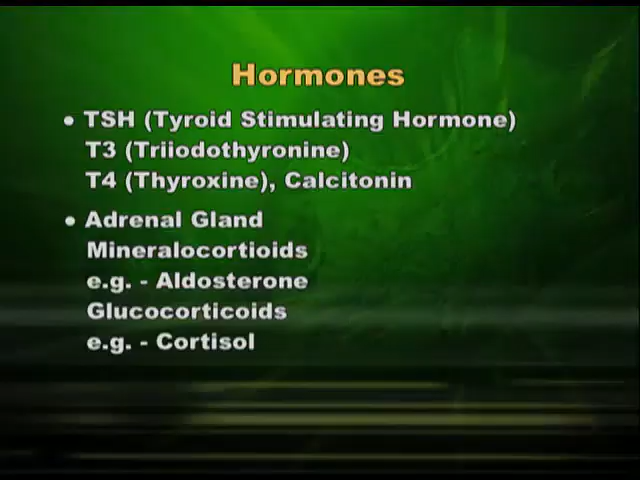 Hormones
• TSH (Tyroid Stimulating Hormone)
T3 (Triiodothyronine)
T4 (Thyroxine), Calcitonin
• Adrenal Gland
Mineralocortioids
e.g. - Aldosterone
Glucocorticoids
e.g. - Cortisol